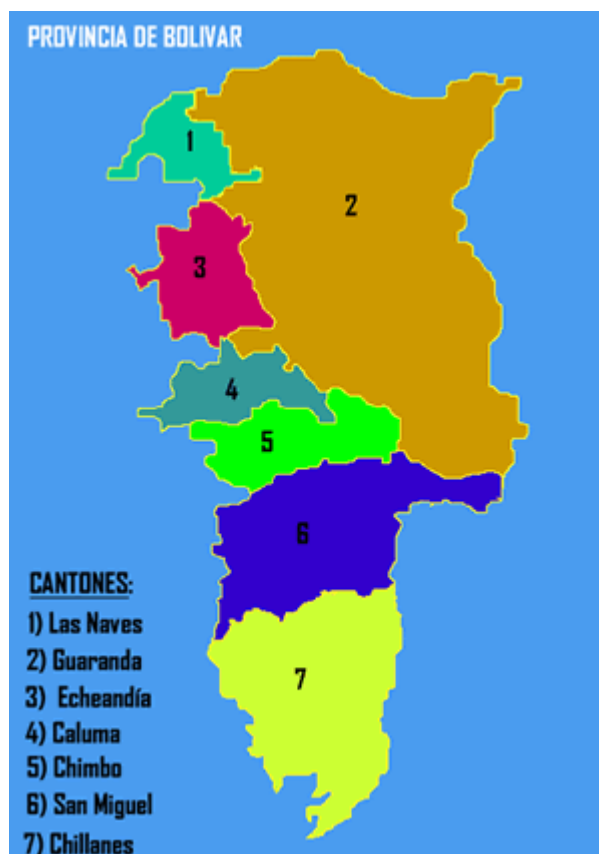 PROVINCIA DE BOLIVAR
1
2
3
4
5
6
7
CANTONES:
1) Las Naves
2) Guaranda
3) Echeandía
4) Caluma
5) Chimbo
6) San Miguel
7) Chillanes